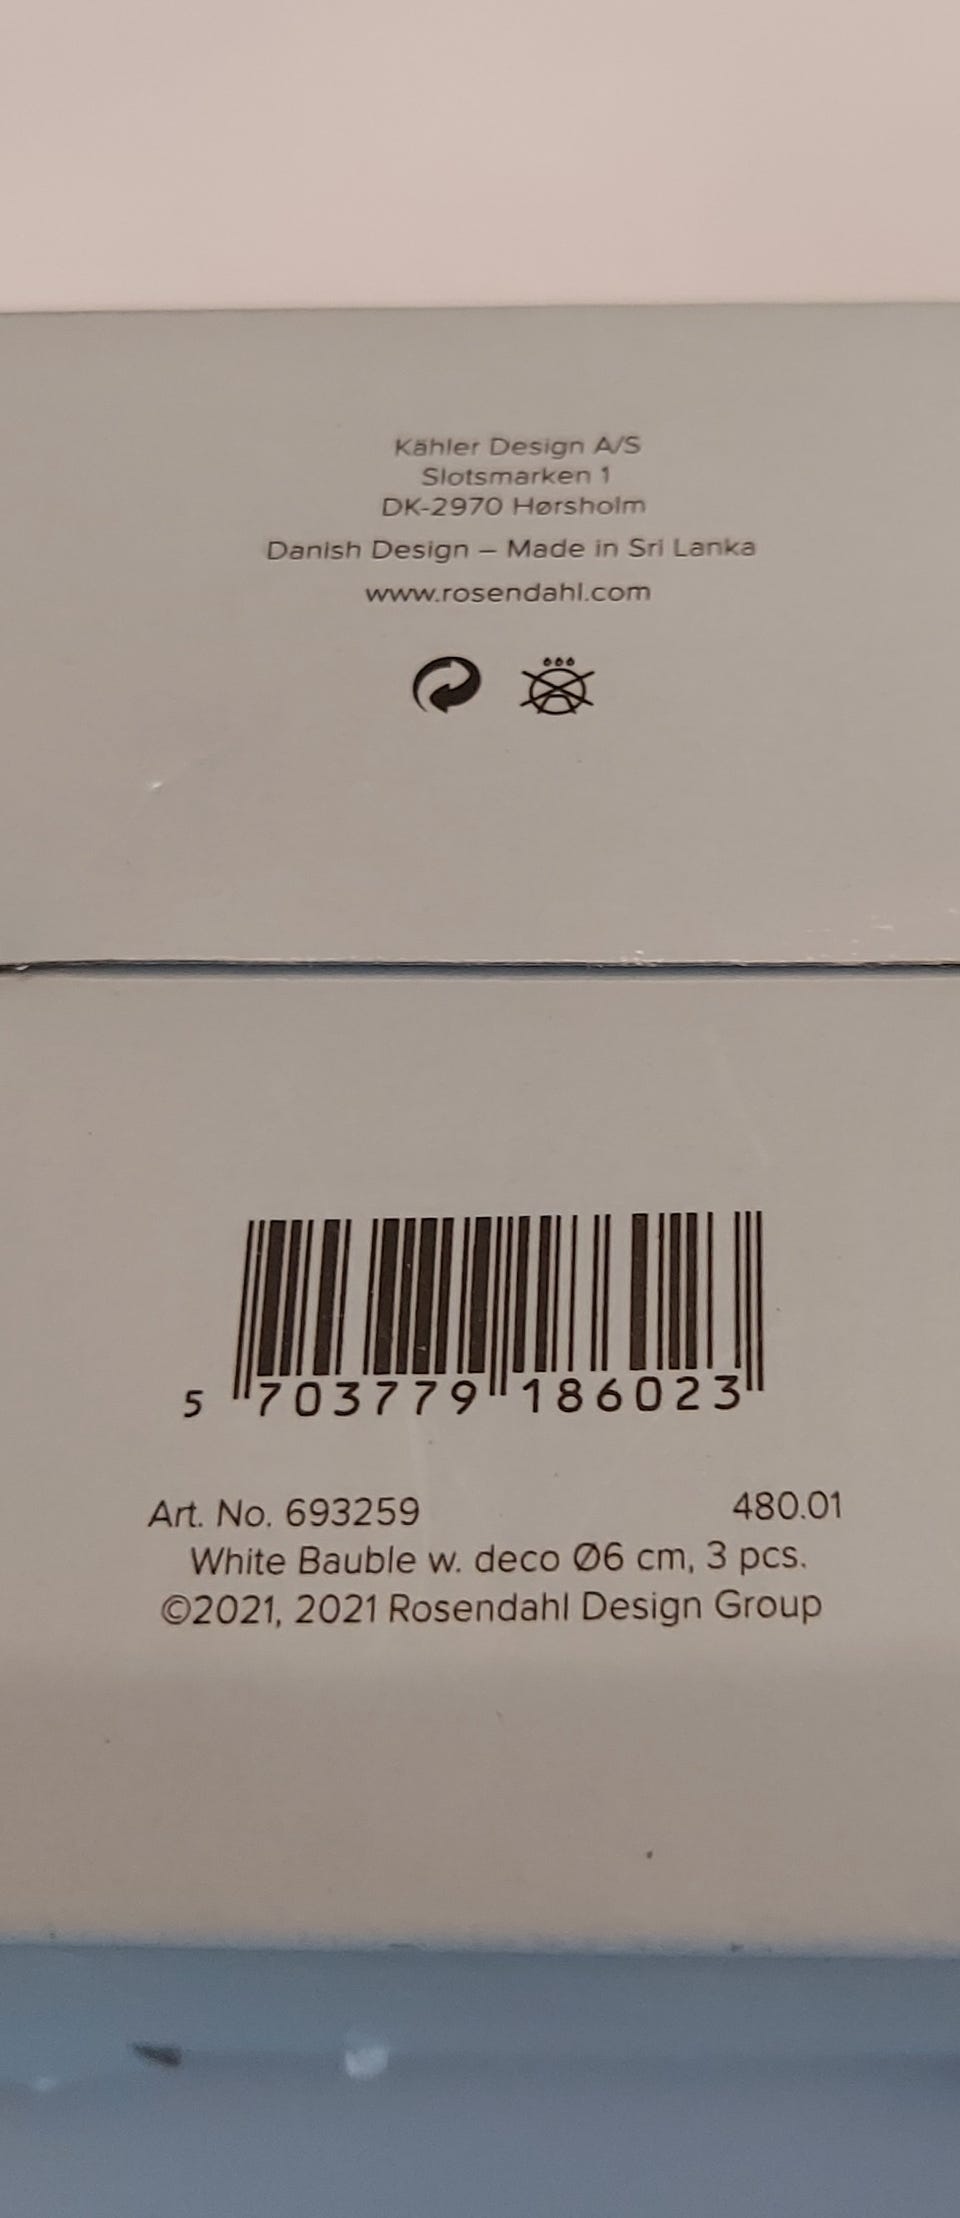 Kähler Design A/S
Slotsmarken 1
DK-2970 Hørsholm
Danish Design – Made in Sri Lanka
www.rosendahl.com
5 703779 186023
Art. No. 693259 480.01
White Bauble w. deco Ø6 cm, 3 pcs.
©2021, 2021 Rosendahl Design Group